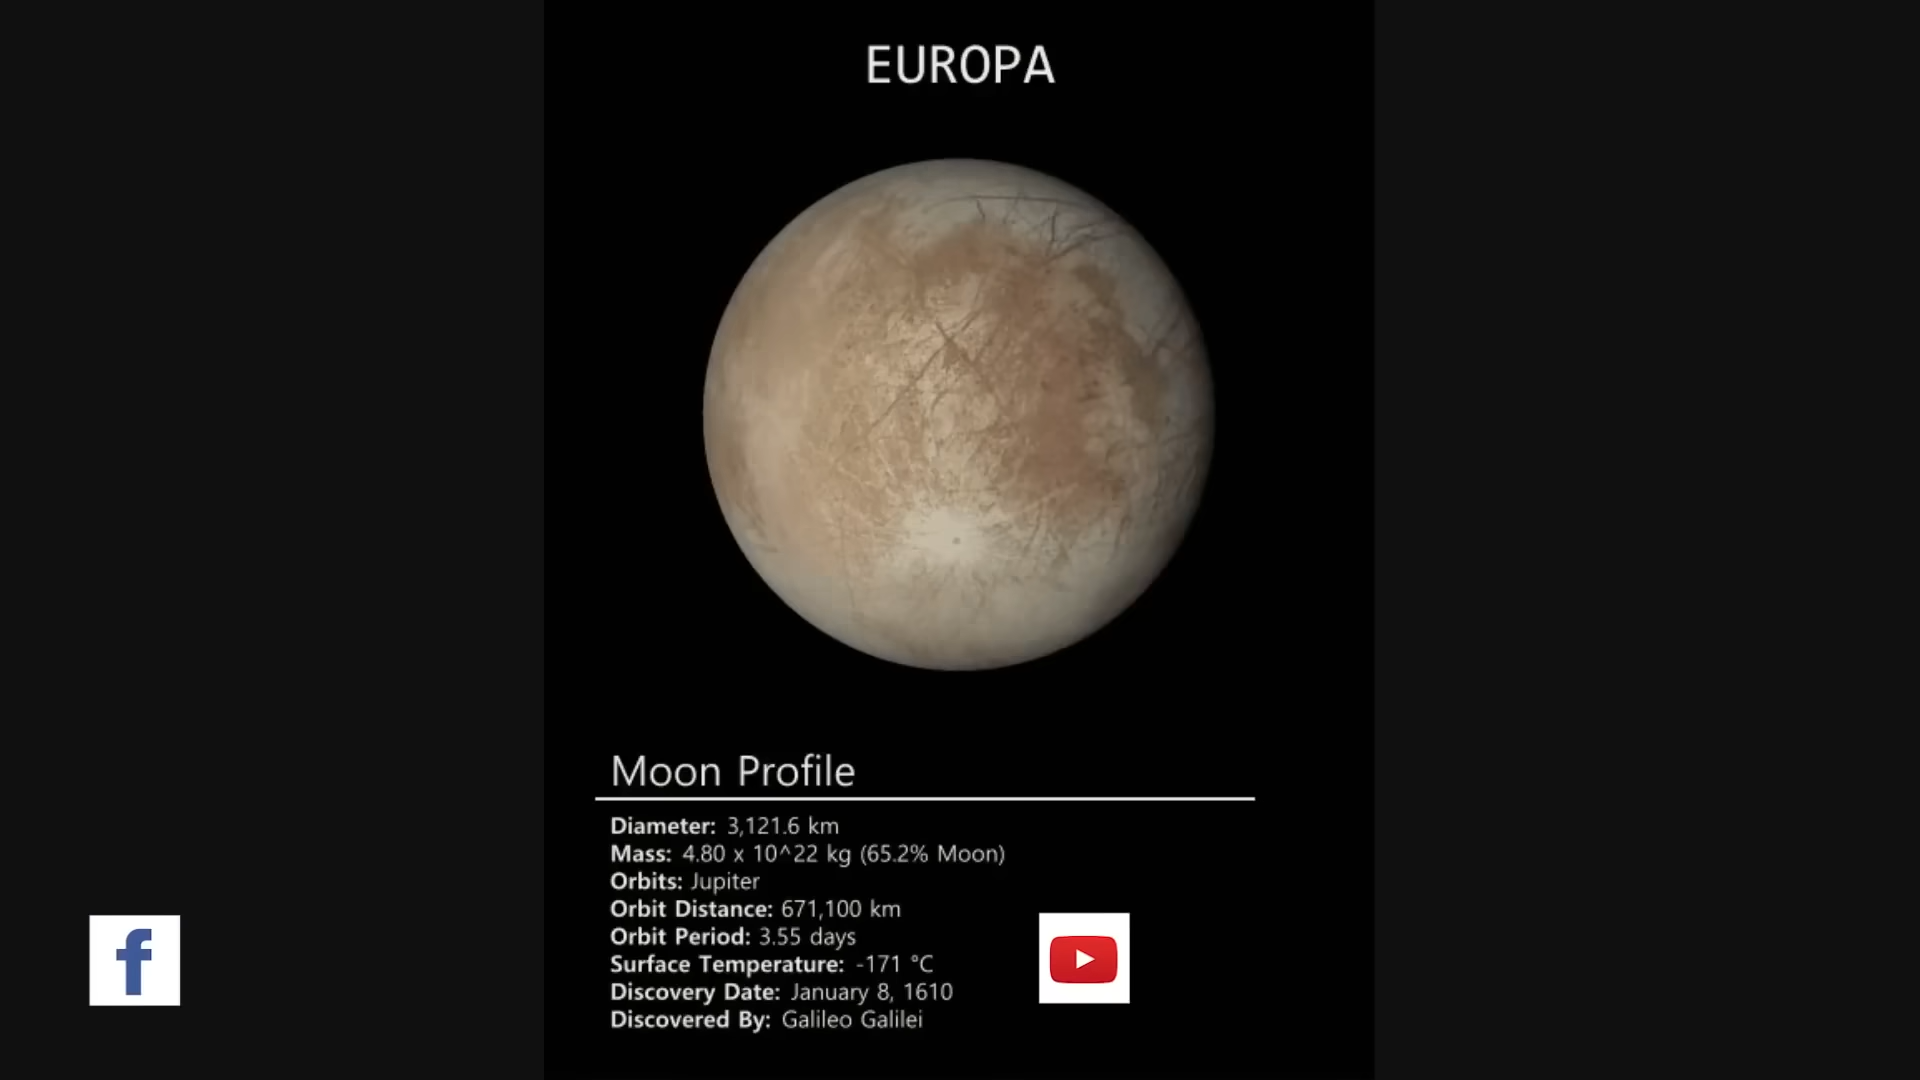 EUROPA
Moon Profile
Diameter: 3,121.6 km
Mass: 4.80 x 10^22 kg (65.2% Moon)
Orbits: Jupiter
Orbit Distance: 671,100 km
Orbit Period: 3.55 days
Surface Temperature: -171 °C
Discovery Date: January 8, 1610
Discovered By: Galileo Galilei
f